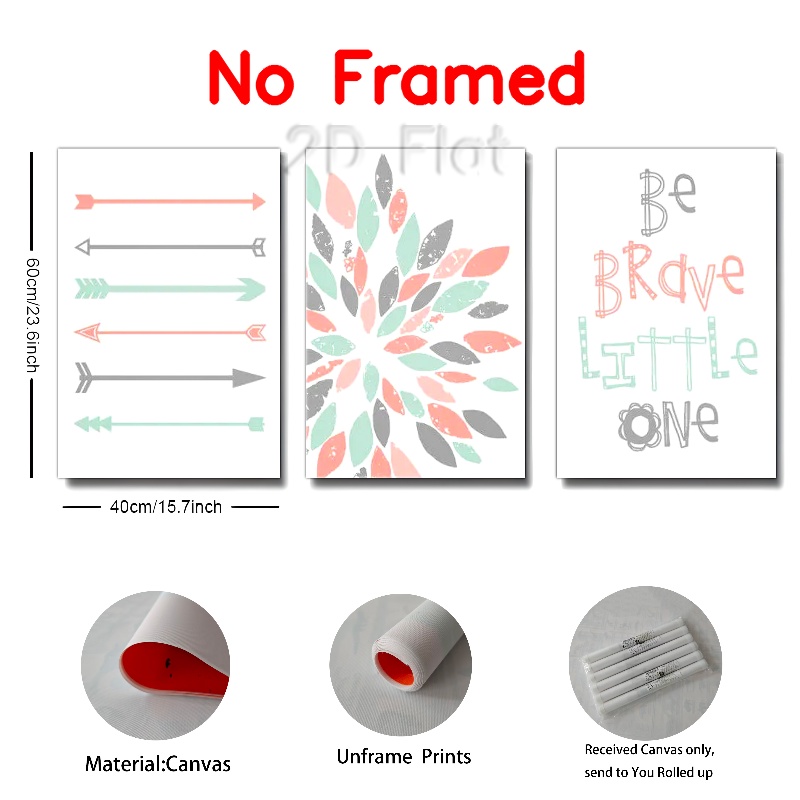 No Framed
2D Flat
60cm/23.6inch
40cm/15.7inch
Be
BRave
LITTLe
ONe
Material:Canvas
Unframe Prints
Received Canvas only,
send to You Rolled up